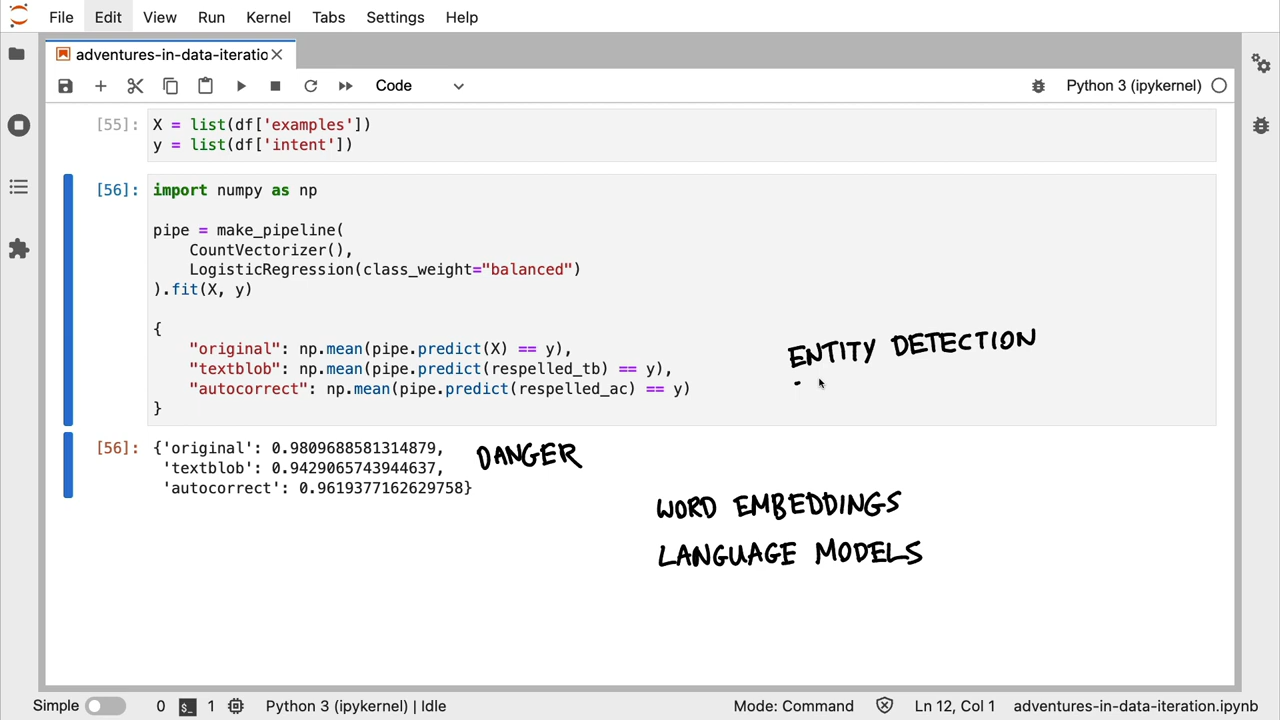 File Edit View Run Kernel Tabs Settings Help
adventures-in-data-iteratio
Code
Python 3 (ipykernel)
[55]: X = list(df['examples'])
y = list(df['intent'])
[56]: import numpy as np
pipe = make_pipeline(
CountVectorizer(),
LogisticRegression(class_weight="balanced")
).fit(X, y)
{
"original": np.mean(pipe.predict(X) == y),
"textblob": np.mean(pipe.predict(respelled_tb) == y),
"autocorrect": np.mean(pipe.predict(respelled_ac) == y)
}
ENTITY DETECTION
[56]: {'original': 0.9809688581314879,
'textblob': 0.9429065743944637,
'autocorrect': 0.9619377162629758}
DANGER
WORD EMBEDDINGS
LANGUAGE MODELS
Simple 0 $_ 1 Python 3 (ipykernel) | Idle Mode: Command Ln 12, Col 1 adventures-in-data-iteration.ipynb